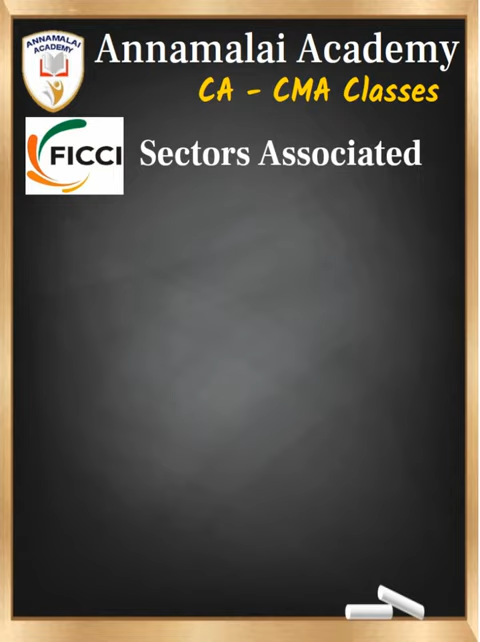 ANNAMALAI
ACADEMY
Annamalai Academy
CA - CMA Classes
FICCI
Sectors Associated